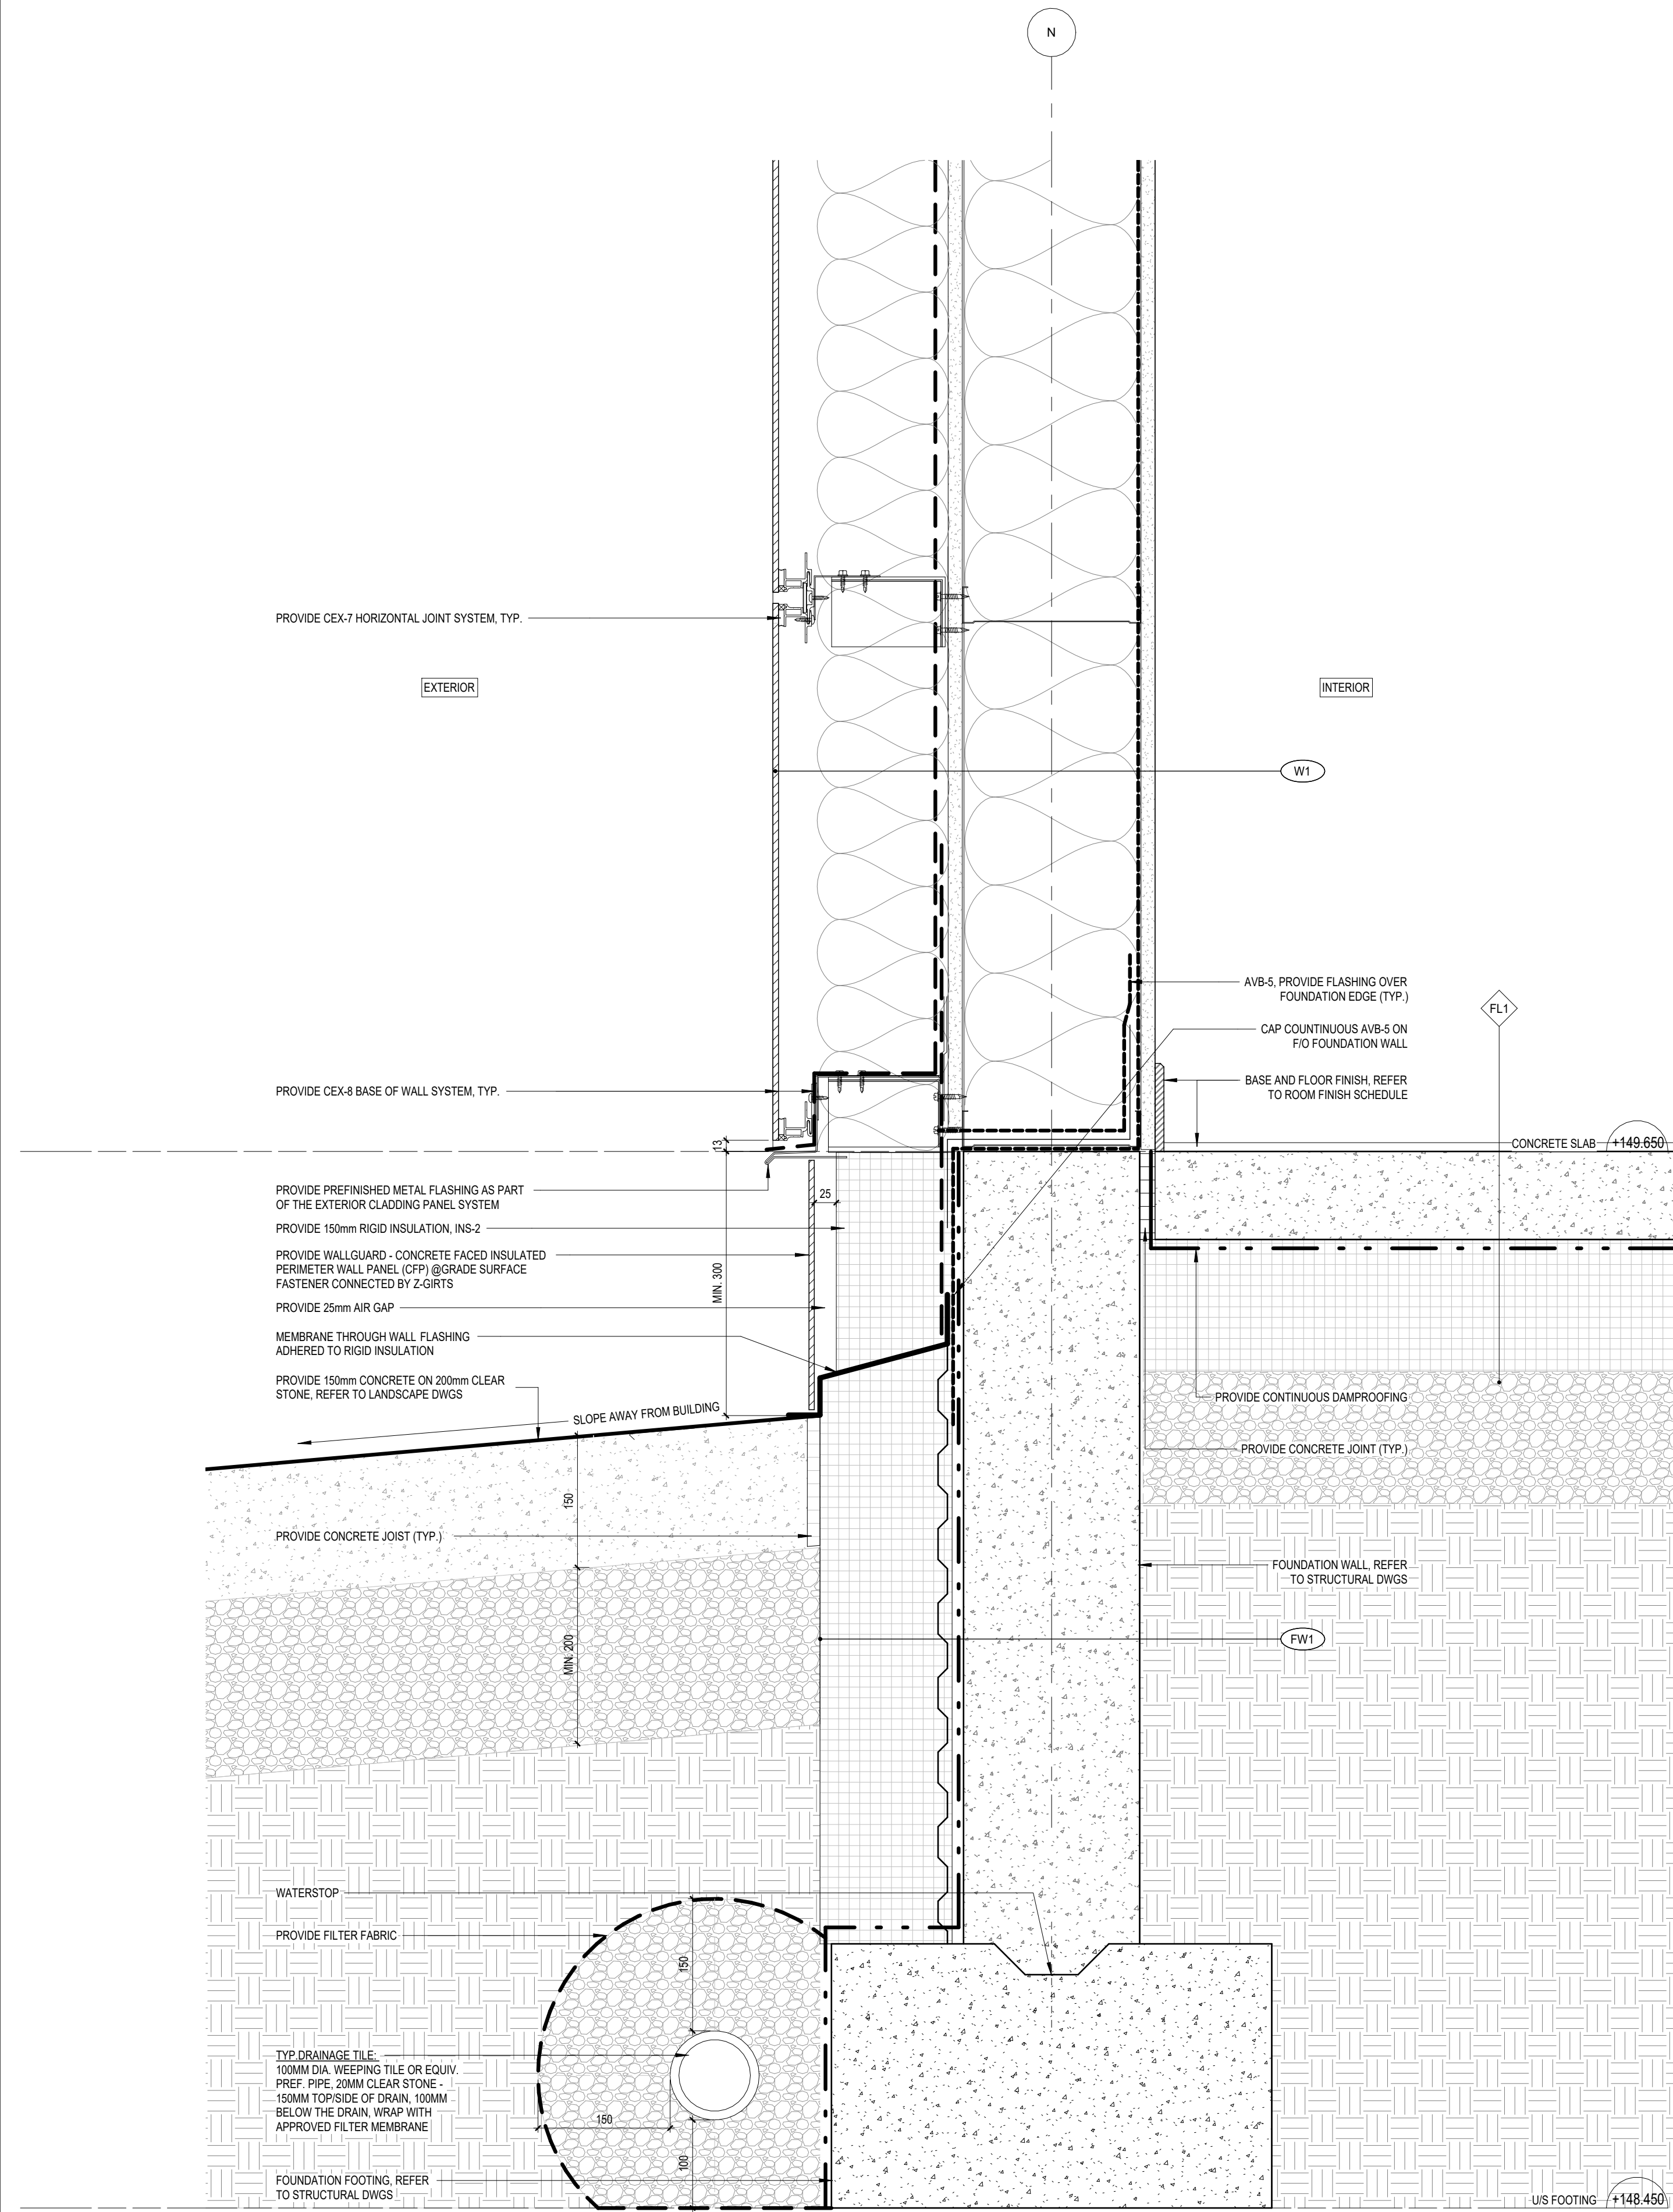 N
PROVIDE CEX-7 HORIZONTAL JOINT SYSTEM, TYP.
EXTERIOR
INTERIOR
W1
AVB-5, PROVIDE FLASHING OVER
FOUNDATION EDGE (TYP.)
FL1
CAP COUNTINUOUS AVB-5 ON
F/O FOUNDATION WALL
PROVIDE CEX-8 BASE OF WALL SYSTEM, TYP.
BASE AND FLOOR FINISH, REFER
TO ROOM FINISH SCHEDULE
13
CONCRETE SLAB
+149.650
PROVIDE PREFINISHED METAL FLASHING AS PART
OF THE EXTERIOR CLADDING PANEL SYSTEM
25
PROVIDE 150mm RIGID INSULATION, INS-2
PROVIDE WALLGUARD - CONCRETE FACED INSULATED
PERIMETER WALL PANEL (CFP) @GRADE SURFACE
FASTENER CONNECTED BY Z-GIRTS
MIN. 300
PROVIDE 25mm AIR GAP
MEMBRANE THROUGH WALL FLASHING
ADHERED TO RIGID INSULATION
PROVIDE 150mm CONCRETE ON 200mm CLEAR
STONE, REFER TO LANDSCAPE DWGS
PROVIDE CONTINUOUS DAMPROOFING
SLOPE AWAY FROM BUILDING
PROVIDE CONCRETE JOINT (TYP.)
150
PROVIDE CONCRETE JOIST (TYP.)
FOUNDATION WALL, REFER
TO STRUCTURAL DWGS
MIN. 200
FW1
WATERSTOP
PROVIDE FILTER FABRIC
150
TYP.DRAINAGE TILE:
100MM DIA. WEEPING TILE OR EQUIV.
PREF. PIPE, 20MM CLEAR STONE -
150MM TOP/SIDE OF DRAIN, 100MM
BELOW THE DRAIN, WRAP WITH
APPROVED FILTER MEMBRANE
150
100
FOUNDATION FOOTING, REFER
TO STRUCTURAL DWGS
U/S FOOTING
+148.450